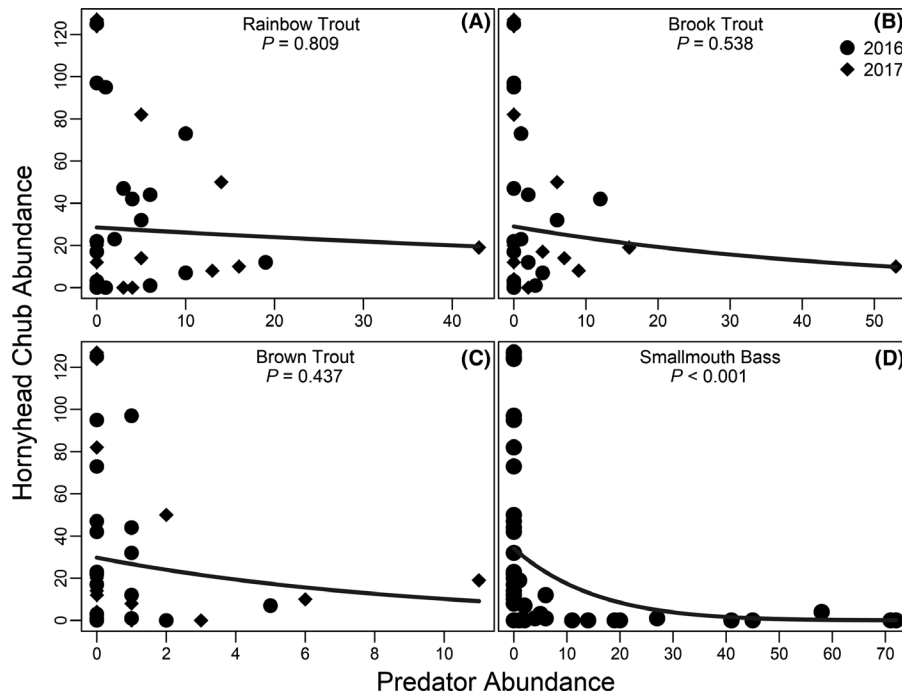 Rainbow Trout
P = 0.809
(A)
Brook Trout
P = 0.538
(B)
2016
2017
0 20 40 60 80 100 120
0 10 20 30 40
0 10 20 30 40 50
Hornyhead Chub Abundance
Brown Trout
P = 0.437
(C)
Smallmouth Bass
P < 0.001
(D)
0 20 40 60 80 100 120
0 2 4 6 8 10
0 10 20 30 40 50 60 70
Predator Abundance